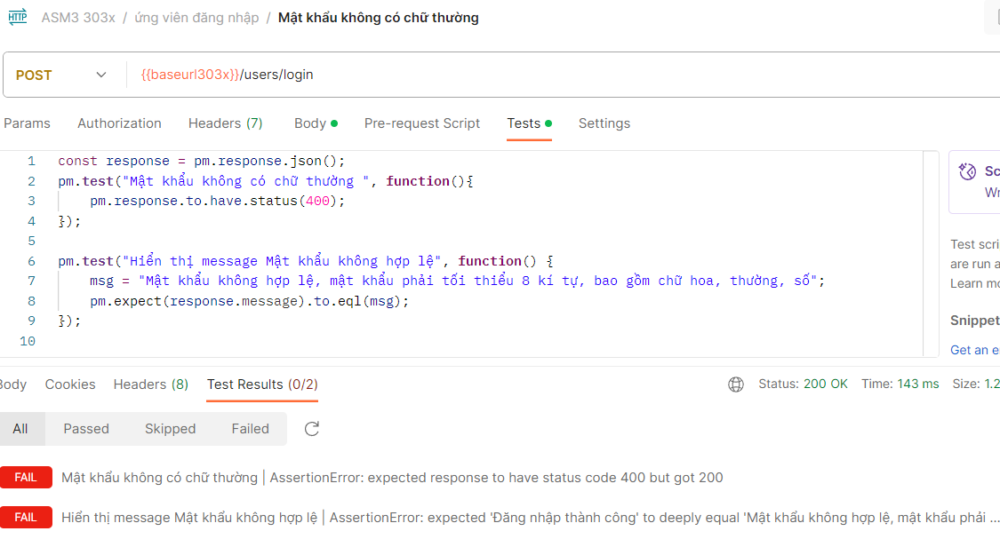 HTTP ASM3 303x / ứng viên đăng nhập / Mật khẩu không có chữ thường
POST {{baseurl303x}}/users/login
Params Authorization Headers (7) Body Pre-request Script Tests Settings
1 const response = pm.response.json();
2 pm.test("Mật khẩu không có chữ thường ", function(){
3 pm.response.to.have.status(400);
4 });
5
6 pm.test("Hiển thị message Mật khẩu không hợp lệ", function() {
7 msg = "Mật khẩu không hợp lệ, mật khẩu phải tối thiểu 8 kí tự, bao gồm chữ hoa, thường, số";
8 pm.expect(response.message).to.eql(msg);
9 });
10
Sc
Wr
Test scri
are run a
Learn mo
Snippet
Get an e
Body Cookies Headers (8) Test Results (0/2) Status: 200 OK Time: 143 ms Size: 1.2
All Passed Skipped Failed
FAIL Mật khẩu không có chữ thường | AssertionError: expected response to have status code 400 but got 200
FAIL Hiển thị message Mật khẩu không hợp lệ | AssertionError: expected 'Đăng nhập thành công' to deeply equal 'Mật khẩu không hợp lệ, mật khẩu phải ...